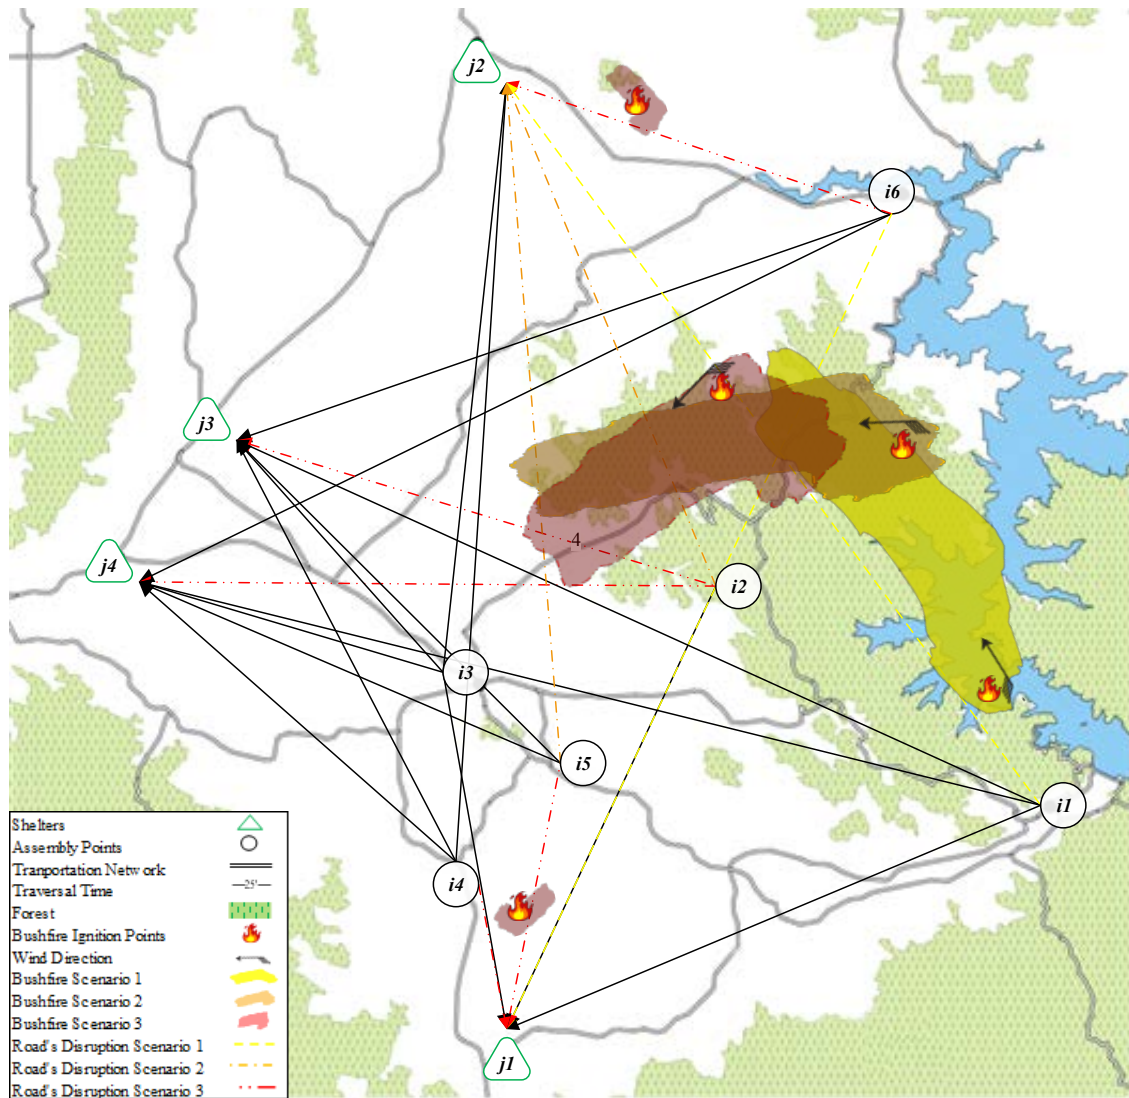 j2
i6
j3
4
j4
i2
i3
i5
i1
i4
j1
Shelters
Assembly Points
Tranportation Network
Traversal Time
—25'—
Forest
Bushfire Ignition Points
Wind Direction
Bushfire Scenario 1
Bushfire Scenario 2
Bushfire Scenario 3
Road's Disruption Scenario 1
Road's Disruption Scenario 2
Road's Disruption Scenario 3